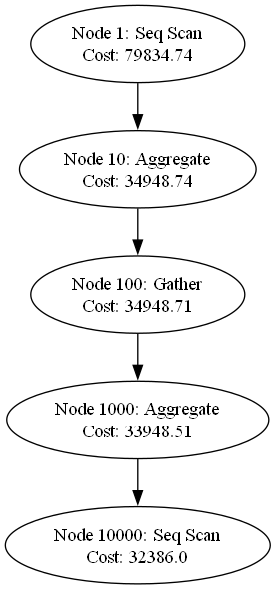 Node 1: Seq Scan
Cost: 79834.74
Node 10: Aggregate
Cost: 34948.74
Node 100: Gather
Cost: 34948.71
Node 1000: Aggregate
Cost: 33948.51
Node 10000: Seq Scan
Cost: 32386.0